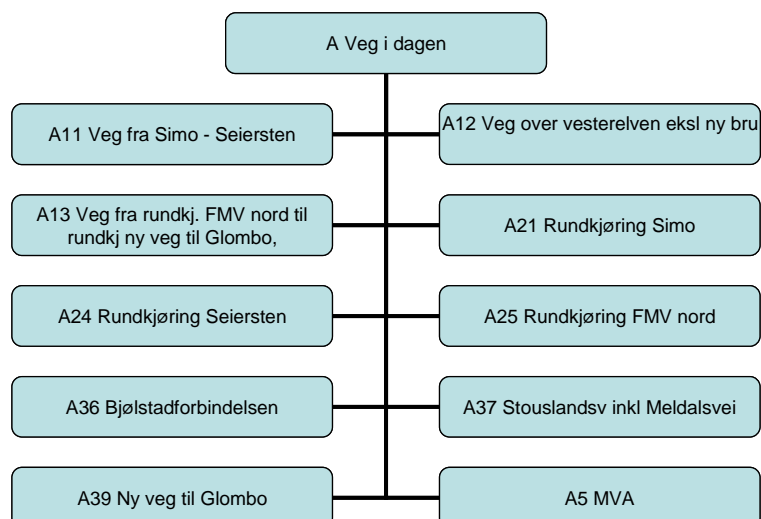 A Veg i dagen
A11 Veg fra Simo - Seiersten
A12 Veg over vesterelven eksl ny bru
A13 Veg fra rundkj. FMV nord til
rundkj ny veg til Glombo,
A21 Rundkjøring Simo
A24 Rundkjøring Seiersten
A25 Rundkjøring FMV nord
A36 Bjølstadforbindelsen
A37 Stouslandsv inkl Meldalsvei
A39 Ny veg til Glombo
A5 MVA